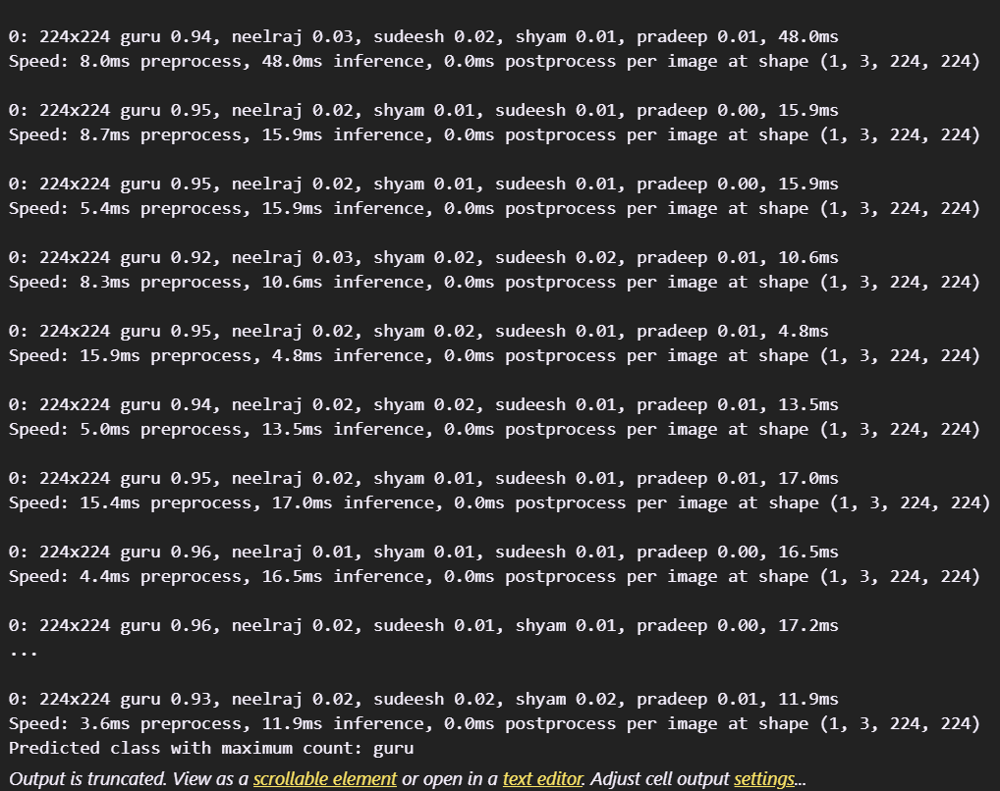 0: 224x224 guru 0.94, neelraj 0.03, sudeesh 0.02, shyam 0.01, pradeep 0.01, 48.0ms
Speed: 8.0ms preprocess, 48.0ms inference, 0.0ms postprocess per image at shape (1, 3, 224, 224)
0: 224x224 guru 0.95, neelraj 0.02, shyam 0.01, sudeesh 0.01, pradeep 0.00, 15.9ms
Speed: 8.7ms preprocess, 15.9ms inference, 0.0ms postprocess per image at shape (1, 3, 224, 224)
0: 224x224 guru 0.95, neelraj 0.02, shyam 0.01, sudeesh 0.01, pradeep 0.00, 15.9ms
Speed: 5.4ms preprocess, 15.9ms inference, 0.0ms postprocess per image at shape (1, 3, 224, 224)
0: 224x224 guru 0.92, neelraj 0.03, shyam 0.02, sudeesh 0.02, pradeep 0.01, 10.6ms
Speed: 8.3ms preprocess, 10.6ms inference, 0.0ms postprocess per image at shape (1, 3, 224, 224)
0: 224x224 guru 0.95, neelraj 0.02, shyam 0.02, sudeesh 0.01, pradeep 0.01, 4.8ms
Speed: 15.9ms preprocess, 4.8ms inference, 0.0ms postprocess per image at shape (1, 3, 224, 224)
0: 224x224 guru 0.94, neelraj 0.02, shyam 0.02, sudeesh 0.01, pradeep 0.01, 13.5ms
Speed: 5.0ms preprocess, 13.5ms inference, 0.0ms postprocess per image at shape (1, 3, 224, 224)
0: 224x224 guru 0.95, neelraj 0.02, shyam 0.01, sudeesh 0.01, pradeep 0.01, 17.0ms
Speed: 15.4ms preprocess, 17.0ms inference, 0.0ms postprocess per image at shape (1, 3, 224, 224)
0: 224x224 guru 0.96, neelraj 0.01, shyam 0.01, sudeesh 0.01, pradeep 0.00, 16.5ms
Speed: 4.4ms preprocess, 16.5ms inference, 0.0ms postprocess per image at shape (1, 3, 224, 224)
0: 224x224 guru 0.96, neelraj 0.02, sudeesh 0.01, shyam 0.01, pradeep 0.00, 17.2ms
...
0: 224x224 guru 0.93, neelraj 0.02, sudeesh 0.02, shyam 0.02, pradeep 0.01, 11.9ms
Speed: 3.6ms preprocess, 11.9ms inference, 0.0ms postprocess per image at shape (1, 3, 224, 224)
Predicted class with maximum count: guru
Output is truncated. View as a scrollable element or open in a text editor. Adjust cell output settings...